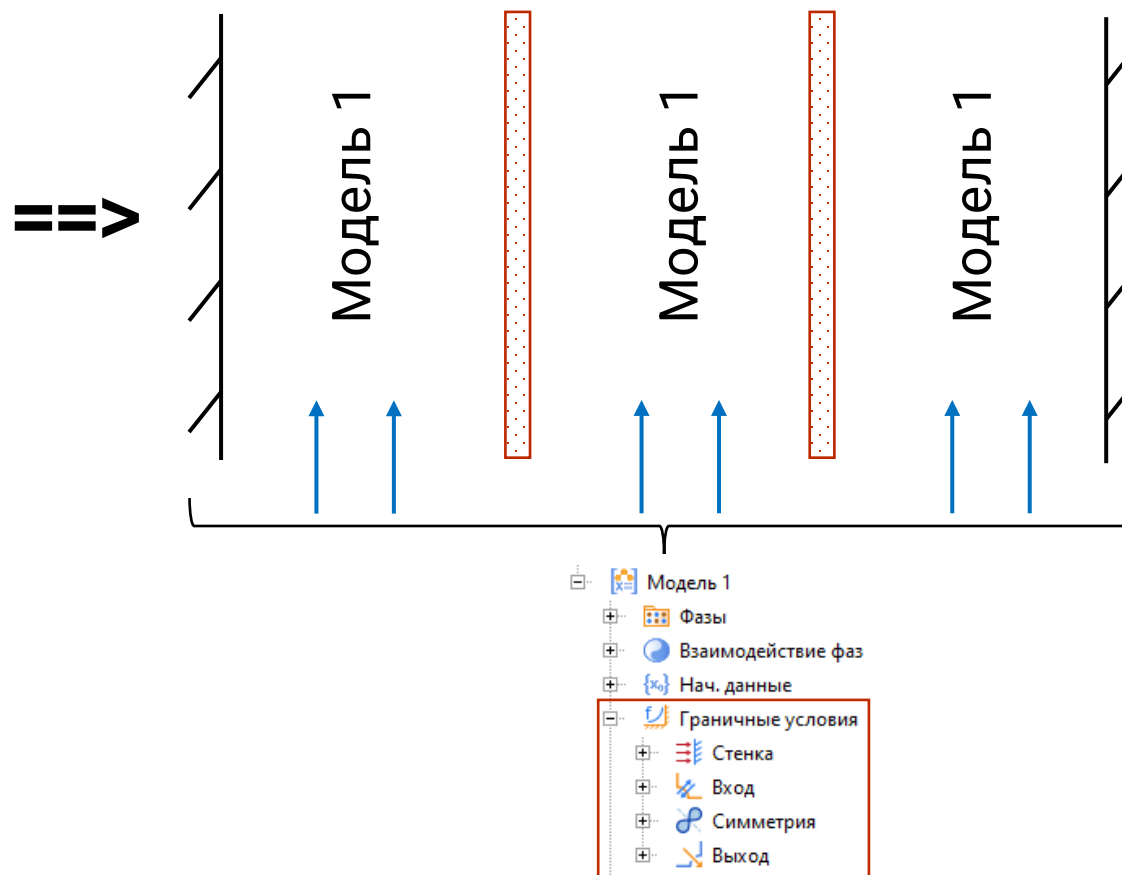 ==>
Модель 1
Модель 1
Модель 1
Модель 1
Фазы
Взаимодействие фаз
Нач. данные
Граничные условия
Стенка
Вход
Симметрия
Выход